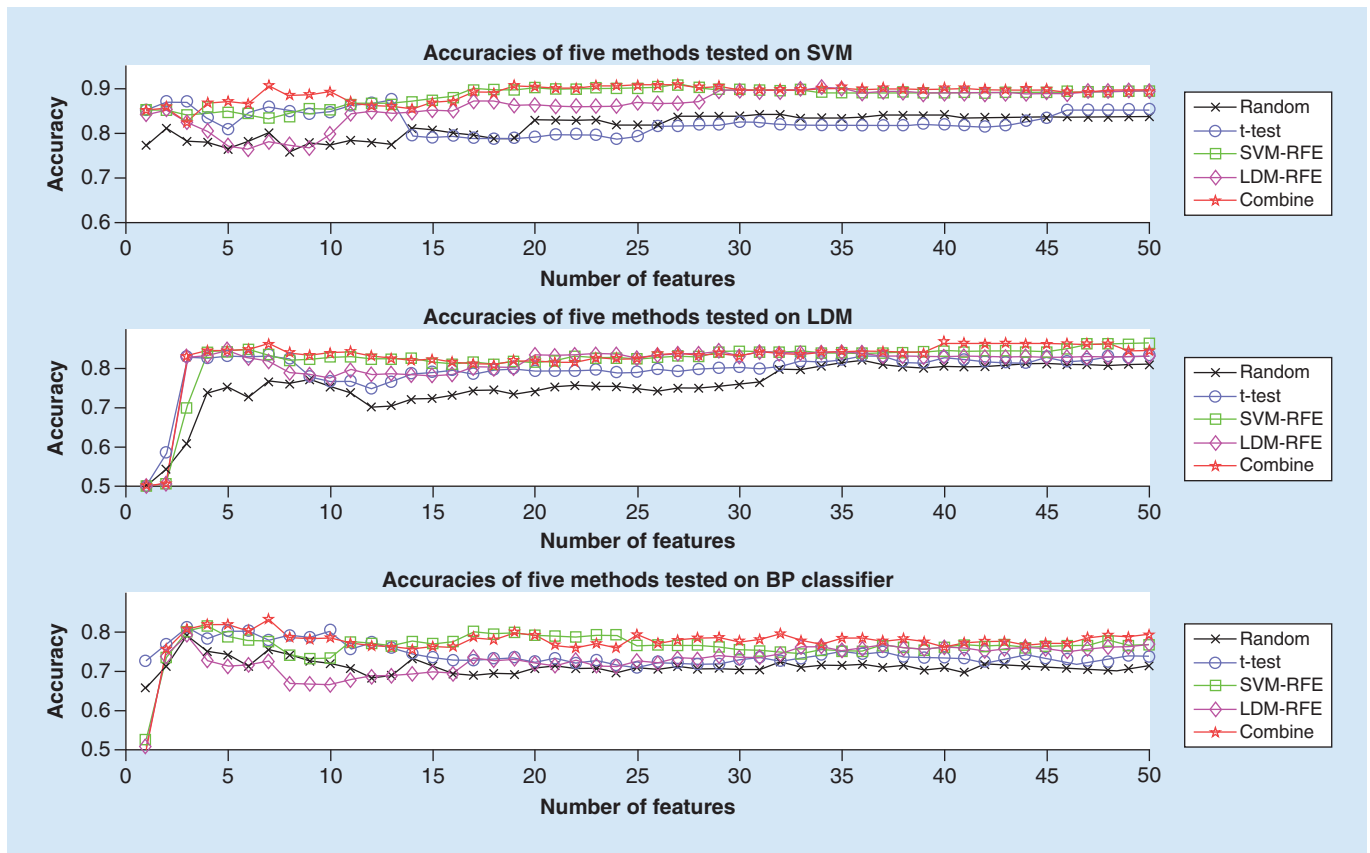 Accuracies of five methods tested on SVM
Accuracy
0.9
0.8
0.7
0.6
0 5 10 15 20 25 30 35 40 45 50
Number of features
Random
t-test
SVM-RFE
LDM-RFE
Combine
Accuracies of five methods tested on LDM
Accuracy
0.8
0.7
0.6
0.5
0 5 10 15 20 25 30 35 40 45 50
Number of features
Random
t-test
SVM-RFE
LDM-RFE
Combine
Accuracies of five methods tested on BP classifier
Accuracy
0.8
0.7
0.6
0.5
0 5 10 15 20 25 30 35 40 45 50
Number of features
Random
t-test
SVM-RFE
LDM-RFE
Combine